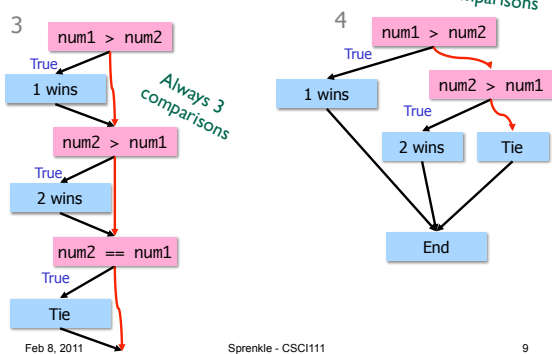 3
num1 > num2
True
1 wins
Always 3
comparisons
num2 > num1
True
2 wins
num2 == num1
True
Tie
comparisons
4
num1 > num2
True
1 wins
num2 > num1
True
2 wins
Tie
End
Feb 8, 2011
Sprenkle - CSCI111
9